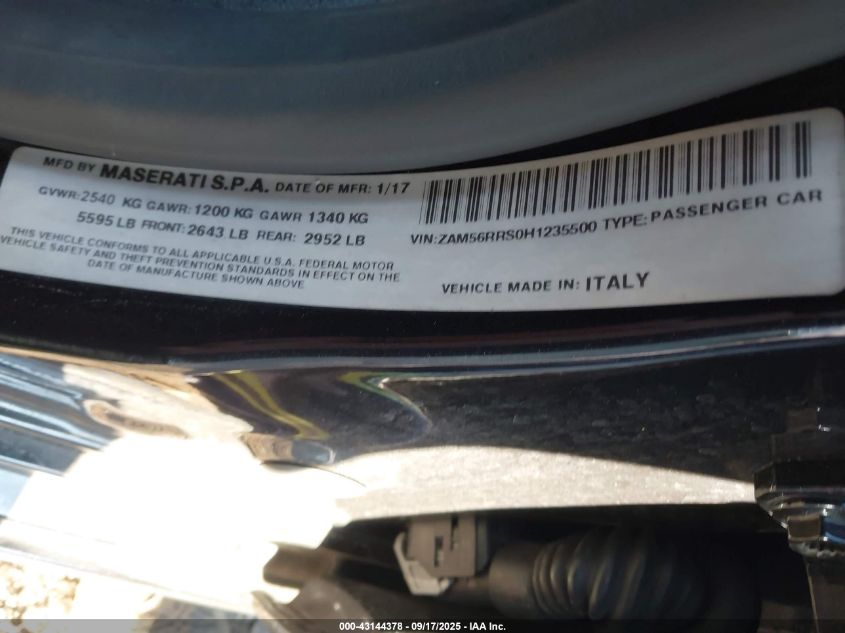 MFD BY MASERATI S.P.A. DATE OF MFR: 1/17
GVWR:2540 KG GAWR: 1200 KG GAWR 1340 KG
5595 LB FRONT: 2643 LB REAR: 2952 LB
THIS VEHICLE CONFORMS TO ALL APPLICABLE U.S.A. FEDERAL MOTOR
VEHICLE SAFETY AND THEFT PREVENTION STANDARDS IN EFFECT ON THE
DATE OF MANUFACTURE SHOWN ABOVE
VIN:ZAM56RRS0H1235500 TYPE: PASSENGER CAR
VEHICLE MADE IN: ITALY
000-43144378 - 09/17/2025 - IAA Inc.